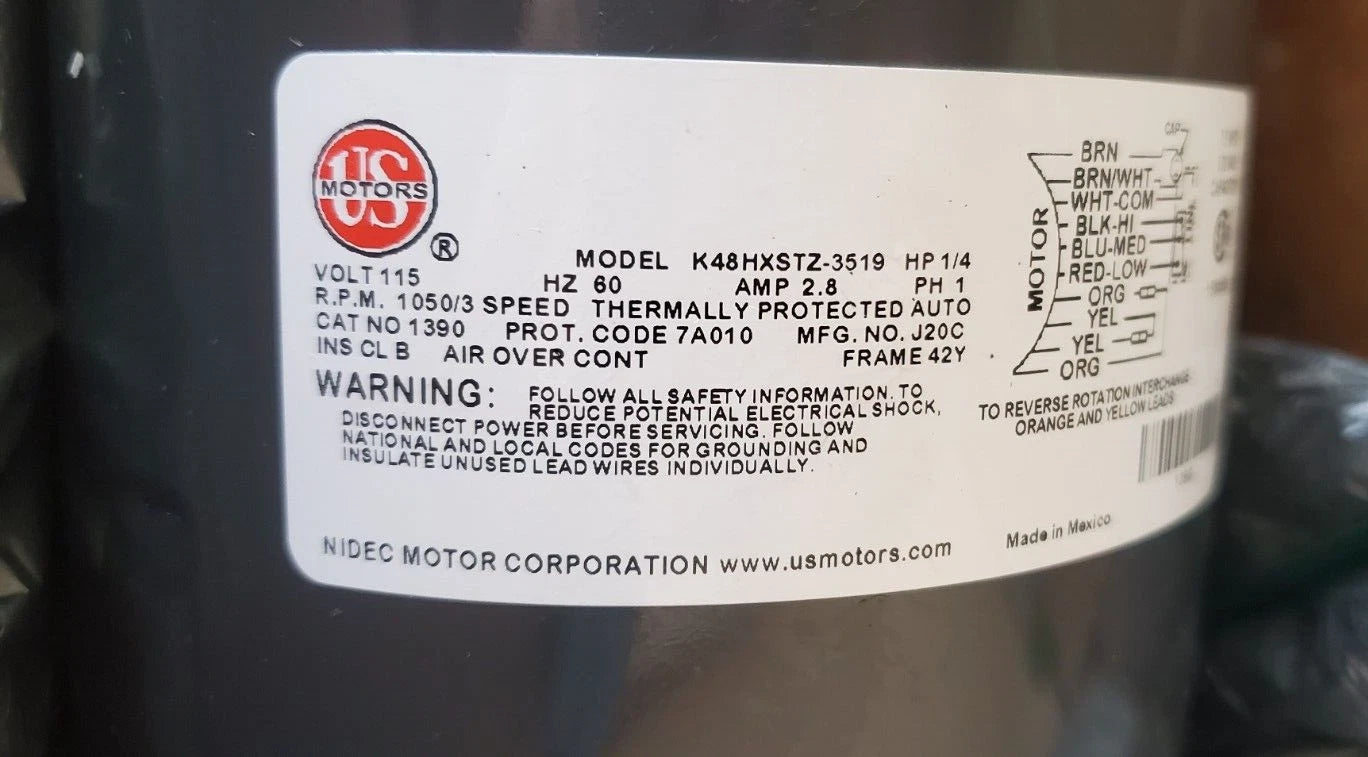 US
MOTORS
®
MODEL K48HXSTZ-3519 HP 1/4
VOLT 115 HZ 60 AMP 2.8 PH 1
R.P.M. 1050/3 SPEED THERMALLY PROTECTED AUTO
CAT NO 1390 PROT. CODE 7A010 MFG. NO. J20C
INS CL B AIR OVER CONT FRAME 42Y
WARNING: FOLLOW ALL SAFETY INFORMATION. TO
REDUCE POTENTIAL ELECTRICAL SHOCK,
DISCONNECT POWER BEFORE SERVICING. FOLLOW
NATIONAL AND LOCAL CODES FOR GROUNDING AND
INSULATE UNUSED LEAD WIRES INDIVIDUALLY.
NIDEC MOTOR CORPORATION www.usmotors.com
CAP
MOTOR
BRN
BRN/WHT
WHT-COM
BLK-HI
BLU-MED
RED-LOW
ORG
YEL
YEL
ORG
TO REVERSE ROTATION INTERCHANGE
ORANGE AND YELLOW LEADS
Made in Mexico